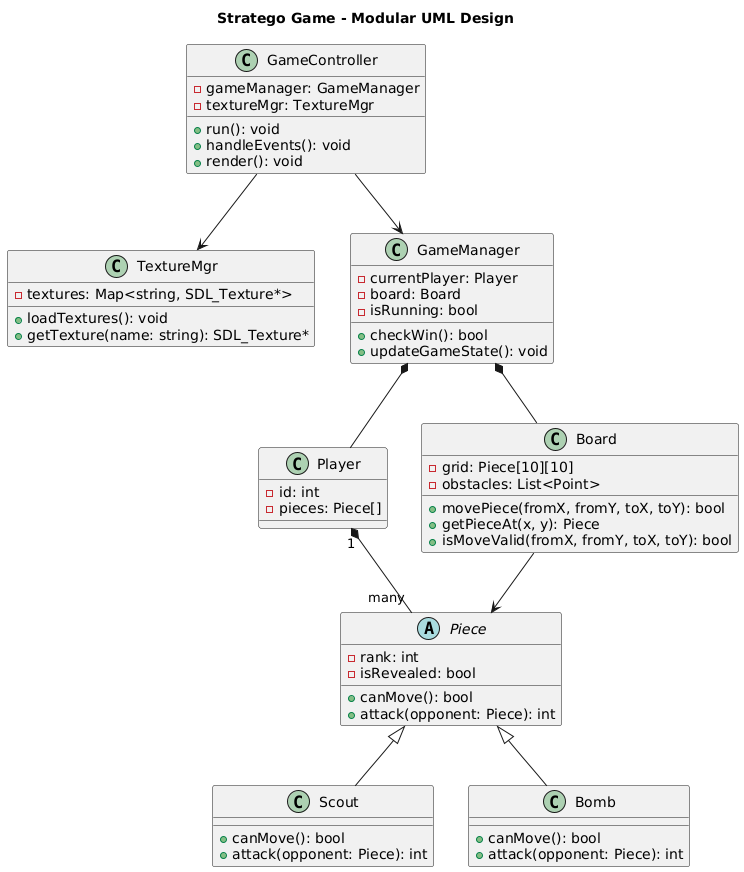 Stratego Game - Modular UML Design
C GameController
gameManager: GameManager
textureMgr: TextureMgr
run(): void
handleEvents(): void
render(): void
C TextureMgr
textures: Map<string, SDL_Texture*>
loadTextures(): void
getTexture(name: string): SDL_Texture*
C GameManager
currentPlayer: Player
board: Board
isRunning: bool
checkWin(): bool
updateGameState(): void
C Player
id: int
pieces: Piece[]
C Board
grid: Piece[10][10]
obstacles: List<Point>
movePiece(fromX, fromY, toX, toY): bool
getPieceAt(x, y): Piece
isMoveValid(fromX, fromY, toX, toY): bool
1
many
A Piece
rank: int
isRevealed: bool
canMove(): bool
attack(opponent: Piece): int
C Scout
canMove(): bool
attack(opponent: Piece): int
C Bomb
canMove(): bool
attack(opponent: Piece): int